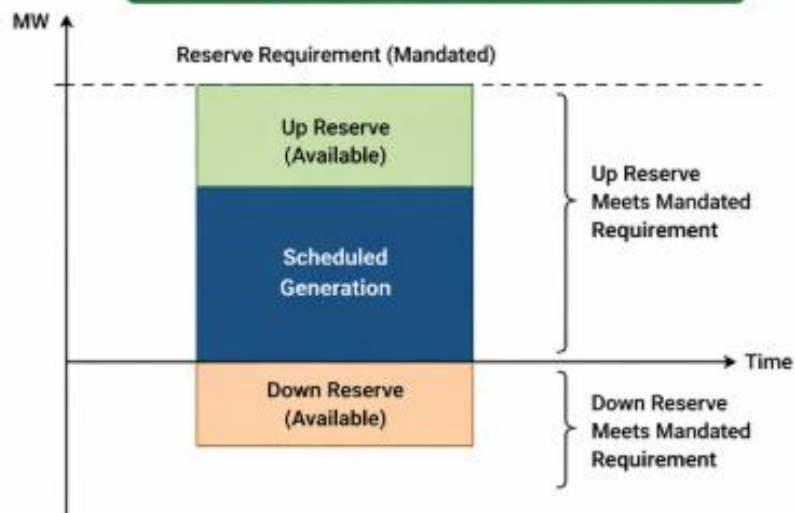 MW
Reserve Requirement (Mandated)
Up Reserve
(Available)
Scheduled
Generation
Up Reserve
Meets Mandated
Requirement
Time
Down Reserve
(Available)
Down Reserve
Meets Mandated
Requirement